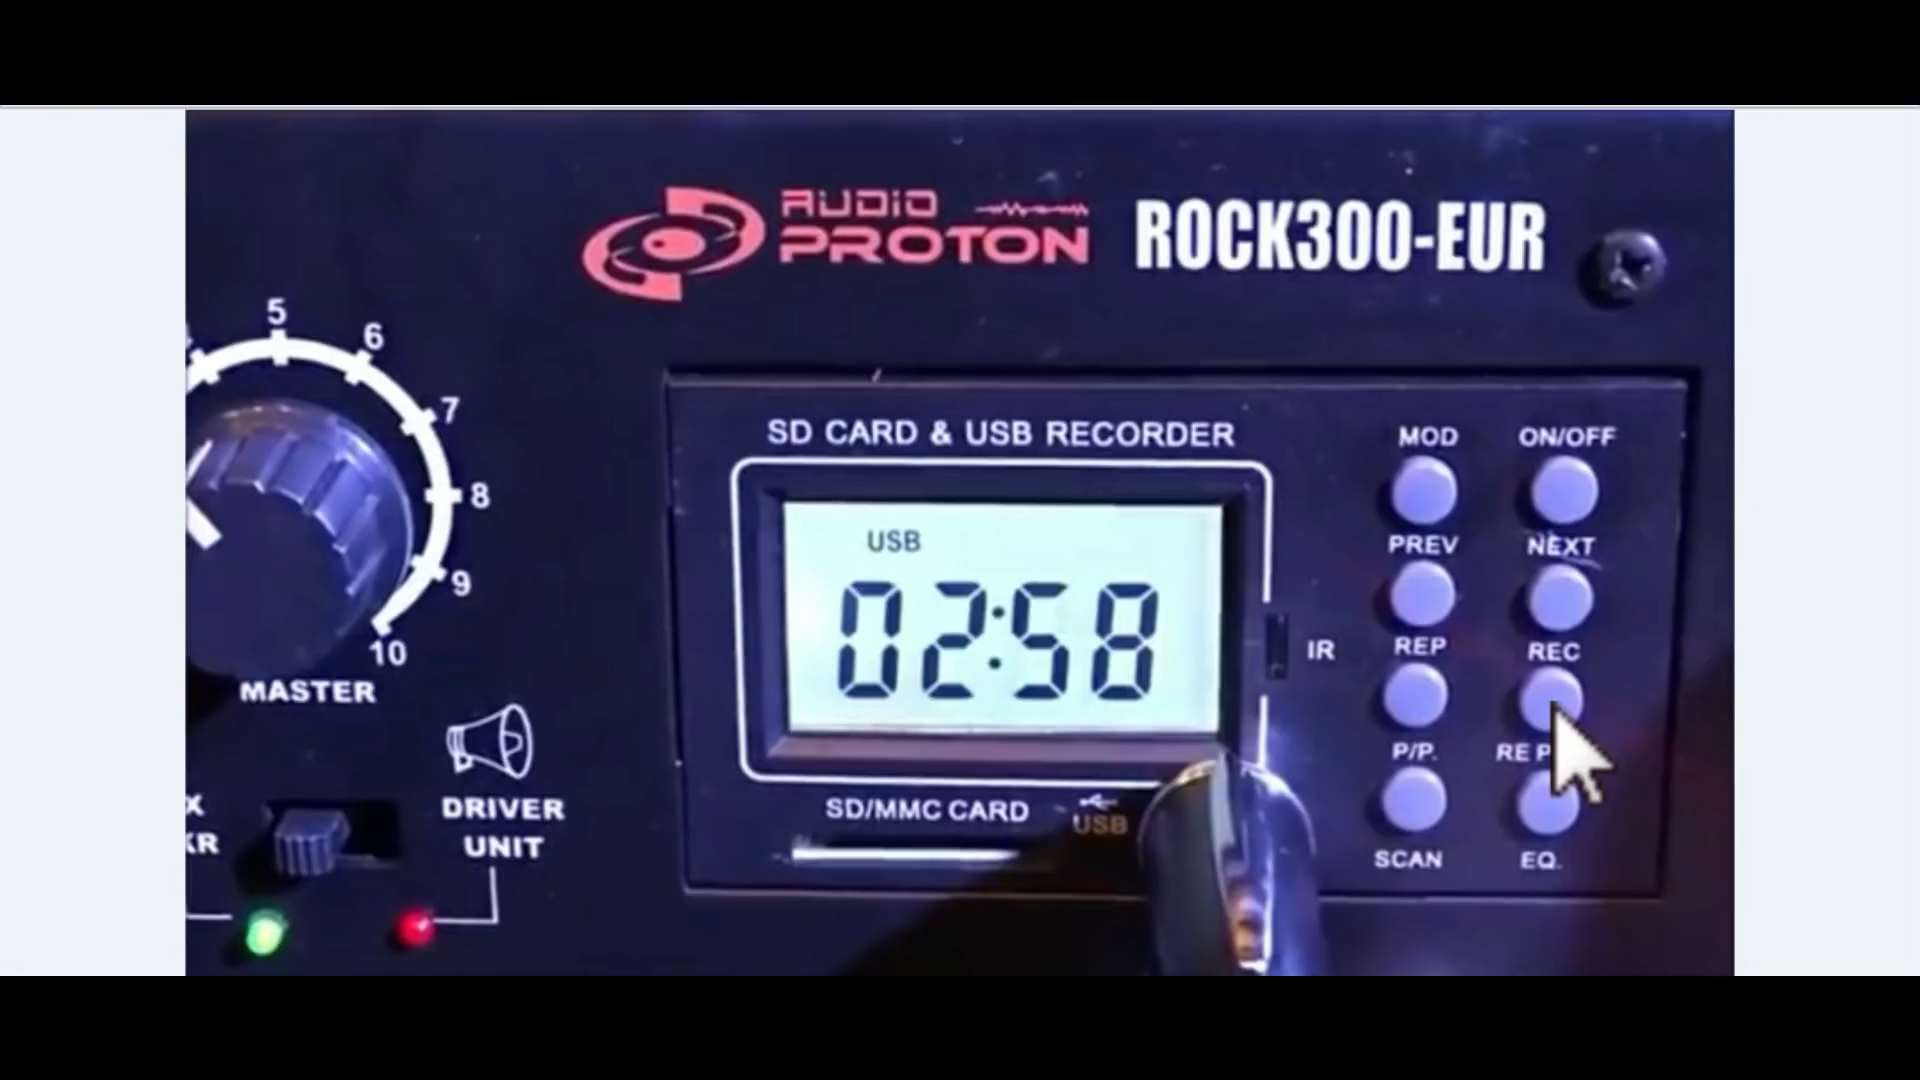 AUDIO
PROTON
ROCK300-EUR
5
6
7
8
9
10
MASTER
DRIVER
UNIT
SD CARD & USB RECORDER
USB
02:58
IR
SD/MMC CARD
USB
MOD ON/OFF
PREV NEXT
REP REC
P/P. RE P
SCAN EQ.